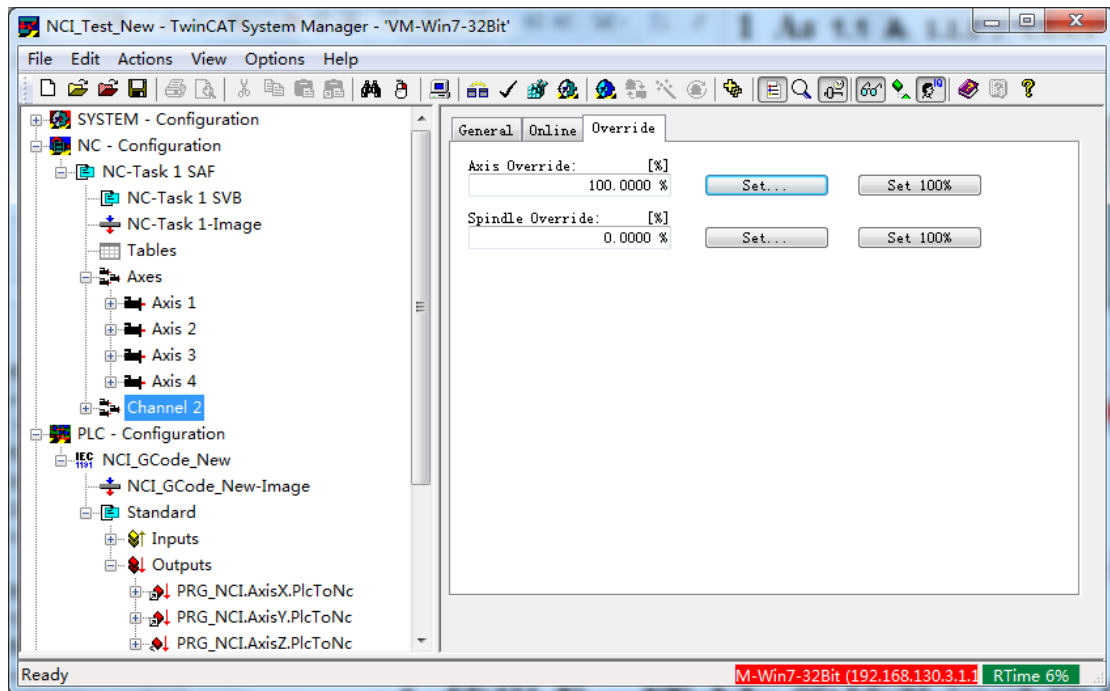 NCI_Test_New - TwinCAT System Manager - 'VM-Win7-32Bit'
File Edit Actions View Options Help
SYSTEM - Configuration
NC - Configuration
NC-Task 1 SAF
NC-Task 1 SVB
NC-Task 1-Image
Tables
Axes
Axis 1
Axis 2
Axis 3
Axis 4
Channel 2
PLC - Configuration
IEC 1131 NCI_GCode_New
NCI_GCode_New-Image
Standard
Inputs
Outputs
PRG_NCI.AxisX.PlcToNc
PRG_NCI.AxisY.PlcToNc
PRG_NCI.AxisZ.PlcToNc
General Online Override
Axis Override: [%]
100.0000 % Set... Set 100%
Spindle Override: [%]
0.0000 % Set... Set 100%
Ready M-Win7-32Bit (192.168.130.3.1.1 RTime 6%